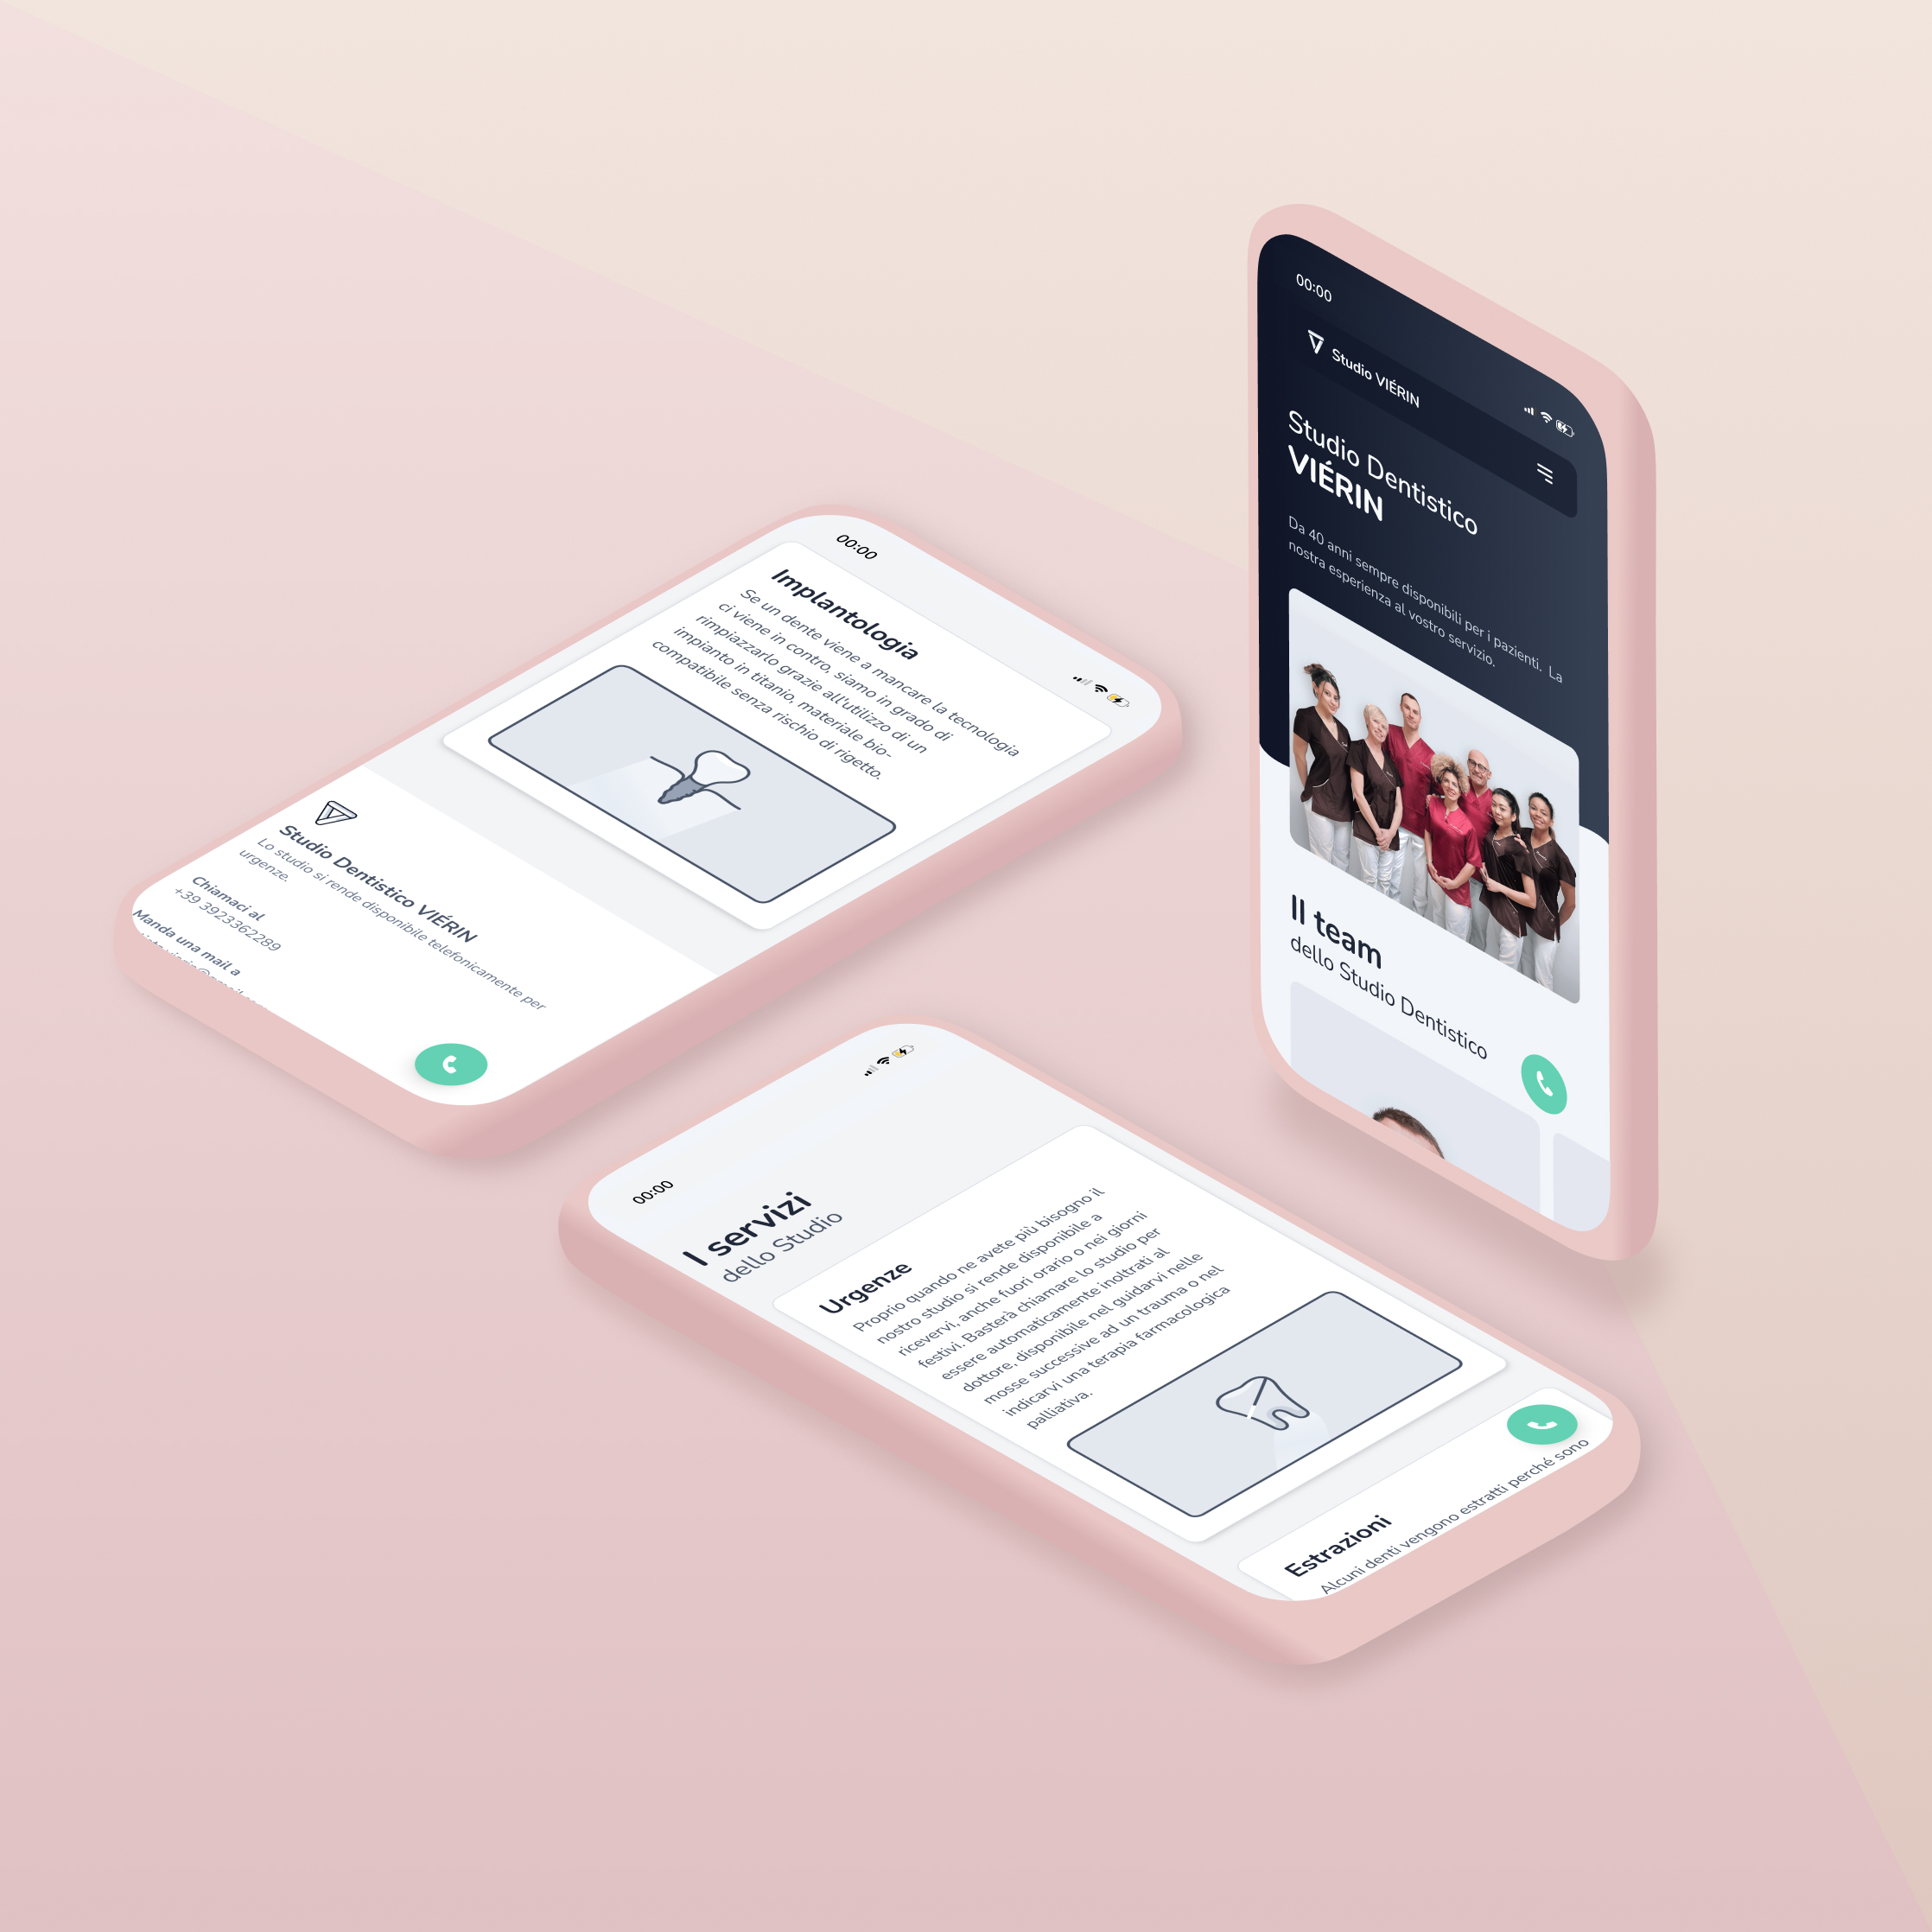 00:00
Studio VIÉRIN
Studio Dentistico
VIÉRIN
Da 40 anni sempre disponibili per i pazienti. La
nostra esperienza al vostro servizio.
Il team
dello Studio Dentistico
00:00
Implantologia
Se un dente viene a mancare la tecnologia
ci viene in contro, siamo in grado di
rimpiazzarlo grazie all'utilizzo di un
impianto in titanio, materiale bio-
compatibile senza rischio di rigetto.
Studio Dentistico VIÉRIN
Lo studio si rende disponibile telefonicamente per
urgenze.
Chiamaci al
+39 3923362289
Manda una mail a
00:00
I servizi
dello Studio
Urgenze
Proprio quando ne avete più bisogno il
nostro studio si rende disponibile a
ricevervi, anche fuori orario o nei giorni
festivi. Basterà chiamare lo studio per
essere automaticamente inoltrati al
dottore, disponibile nel guidarvi nelle
mosse successive ad un trauma o nel
indicarvi una terapia farmacologica
palliativa.
Estrazioni
Alcuni denti vengono estratti perché sono